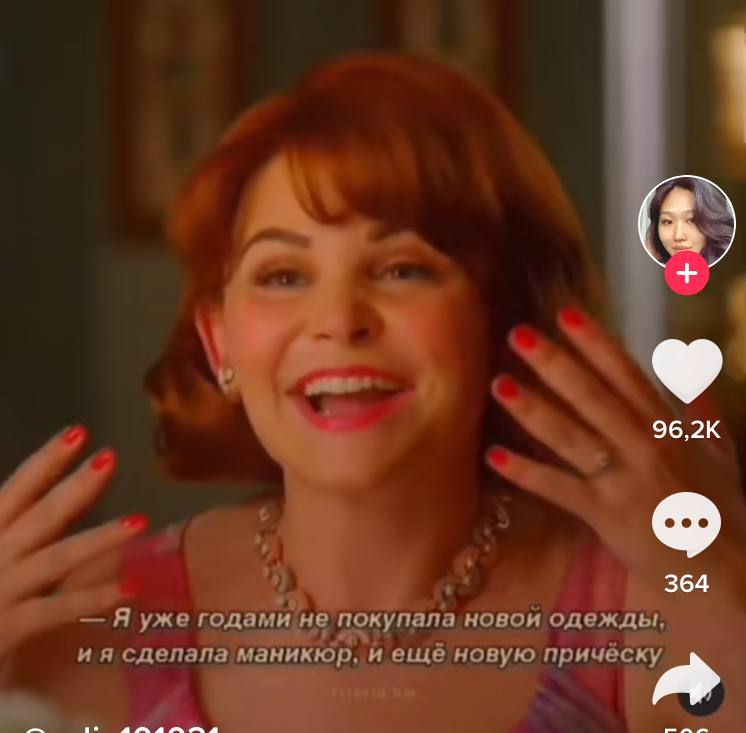 96,2K
364
— Я уже годами не покупала новой одежды,
и я сделала маникюр, и ещё новую причёску